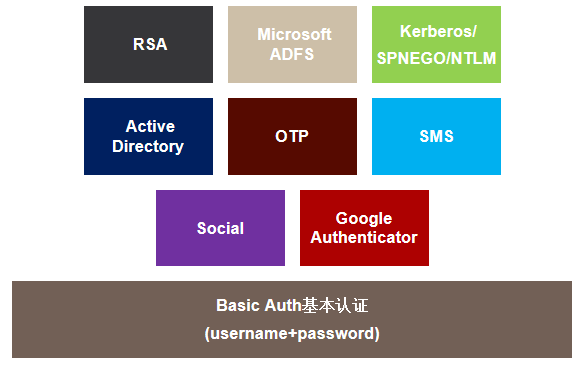 RSA
Microsoft
ADFS
Kerberos/
SPNEGO/NTLM
Active
Directory
OTP
SMS
Social
Google
Authenticator
Basic Auth基本认证
(username+password)